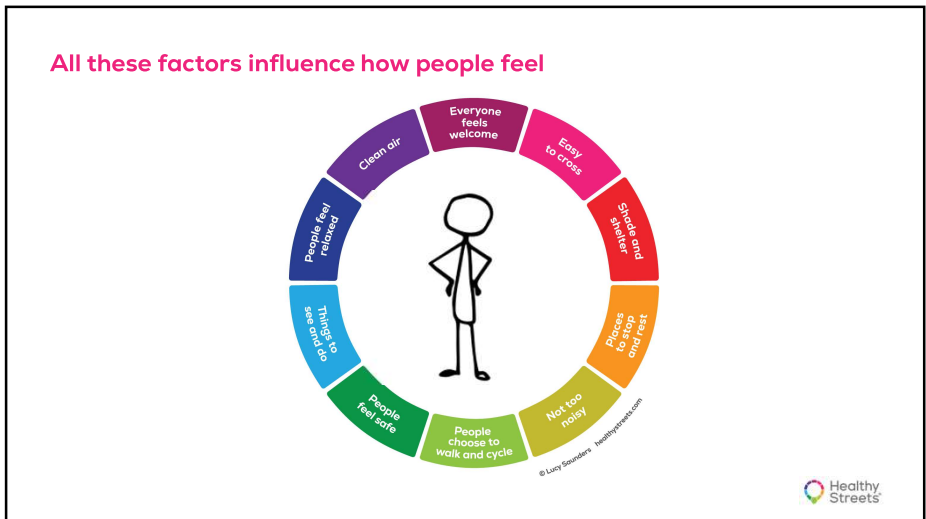 All these factors influence how people feel
Everyone
feels
welcome
Easy
to cross
Shade and
shelter
Places
to stop
and rest
Not too
noisy
People
choose to
walk and cycle
People
feel safe
Things to
see and do
People feel
relaxed
Clean air
© Lucy Saunders healthystreets.com
Healthy
Streets